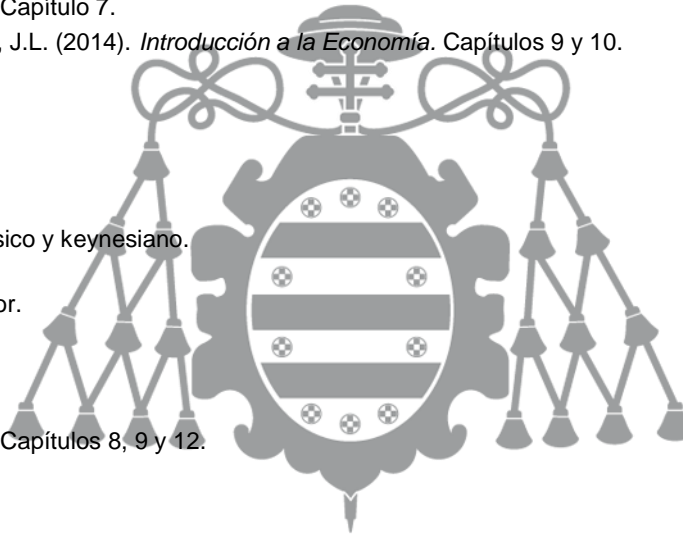 Capítulo 7.
, J.L. (2014). Introducción a la Economía. Capítulos 9 y 10.
sico y keynesiano.
or.
Capítulos 8, 9 y 12.